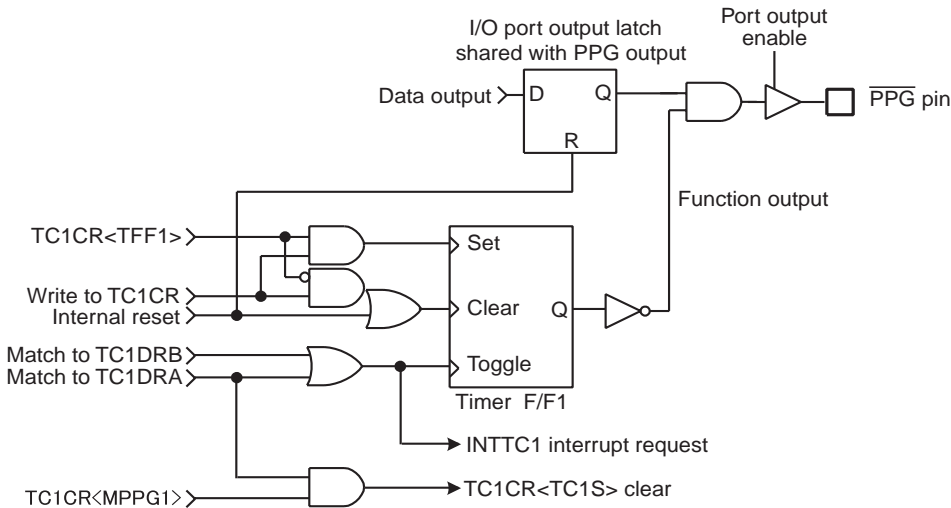 I/O port output latch
shared with PPG output
Port output
enable
Data output
D
Q
R
PPG pin
Function output
TC1CR<TFF1>
Set
Write to TC1CR
Internal reset
Clear
Q
Match to TC1DRB
Match to TC1DRA
Toggle
Timer F/F1
INTTC1 interrupt request
TC1CR<MPPG1>
TC1CR<TC1S> clear